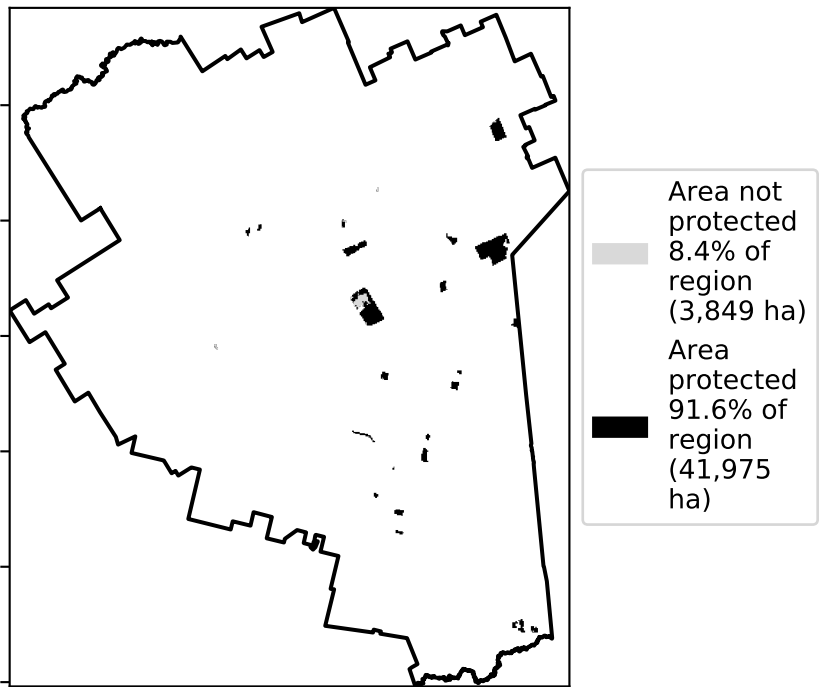 Area not
protected
8.4% of
region
(3,849 ha)
Area
protected
91.6% of
region
(41,975
ha)